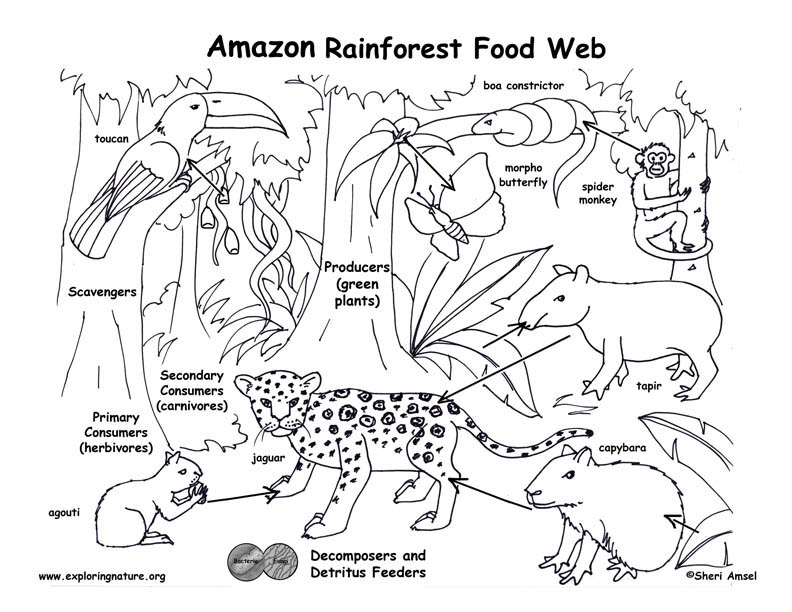 Amazon Rainforest Food Web
boa constrictor
toucan
morpho
butterfly
spider
monkey
Scavengers
Producers
(green
plants)
Secondary
Consumers
(carnivores)
tapir
Primary
Consumers
(herbivores)
jaguar
capybara
agouti
Bacteria
Fungi
Decomposers and
Detritus Feeders
www.exploringnature.org
©Sheri Amsel